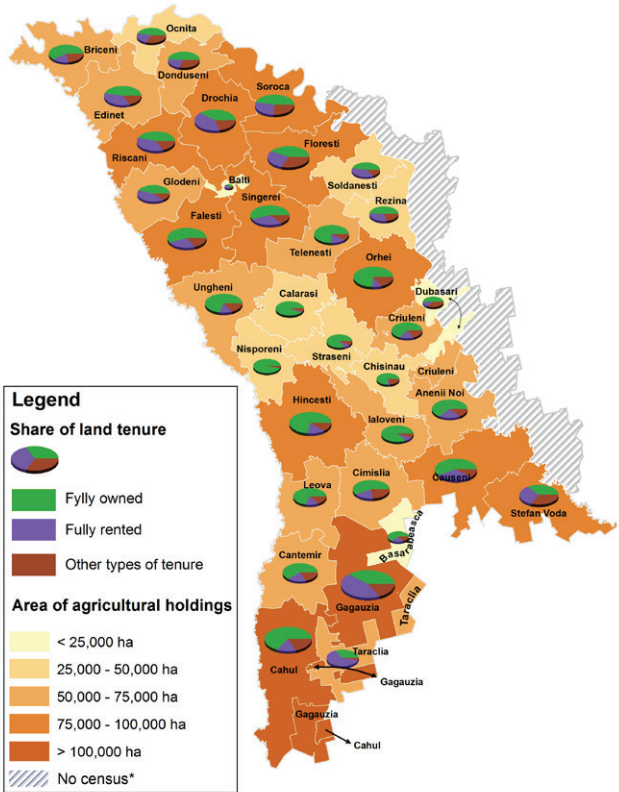 Ocnita
Briceni
Donduseni
Edinet
Drochia
Soroca
Riscani
Floresti
Glodeni
Balti
Soldanesti
Singerei
Rezina
Falesti
Telenesti
Orhei
Ungheni
Calarasi
Dubasari
Criuleni
Nisporeni
Straseni
Chisinau
Criuleni
Anenii Noi
Hincesti
Ialoveni
Leova
Cimislia
Causeni
Stefan Voda
Basarabeasca
Cantemir
Gagauzia
Taraclia
Taraclia
Cahul
Gagauzia
Gagauzia
Cahul
Legend
Share of land tenure
Fylly owned
Fully rented
Other types of tenure
Area of agricultural holdings
< 25,000 ha
25,000 - 50,000 ha
50,000 - 75,000 ha
75,000 - 100,000 ha
> 100,000 ha
No census*